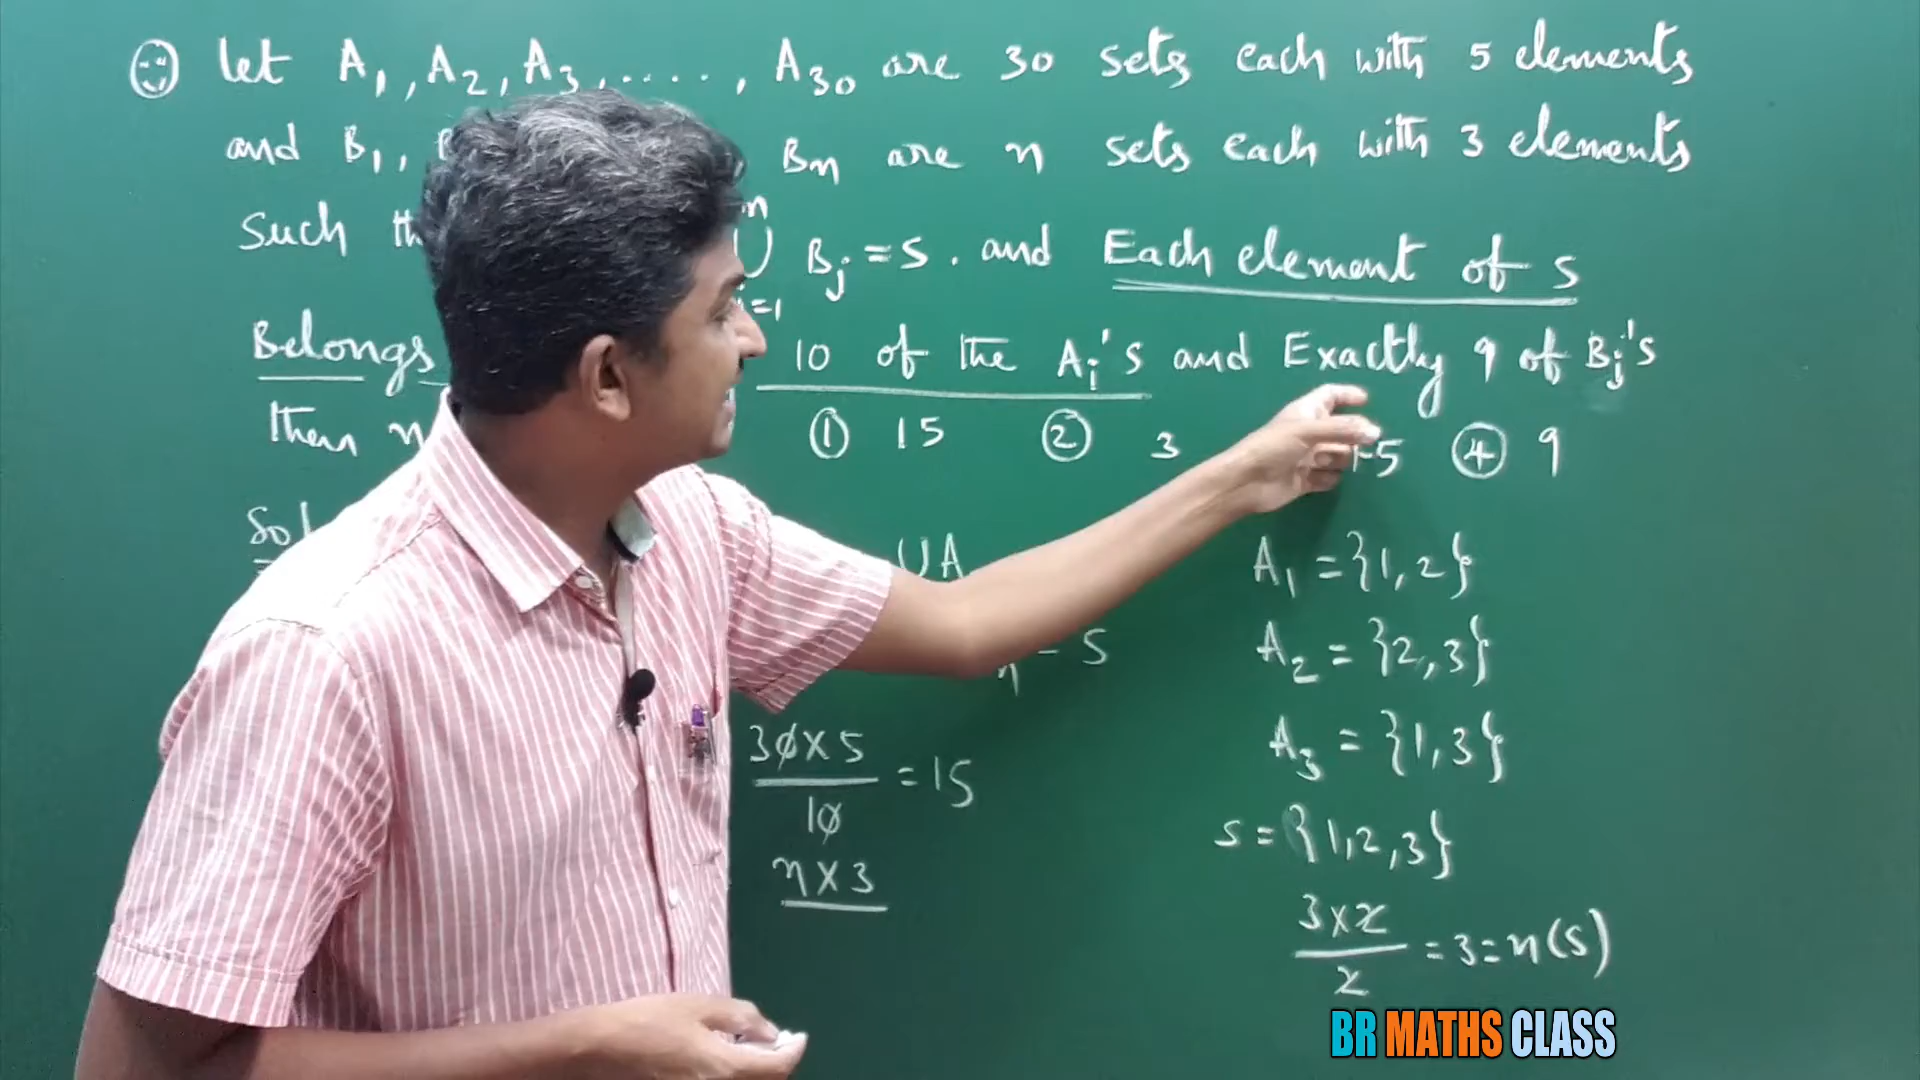 Let A1, A2, A3, ...., A30 are 30 sets each with 5 elements
and B1, Bn are n sets each with 3 elements
Such n ∪ j=1 Bj = S . and Each element of S
Belongs 10 of the Ai's and Exactly 9 of Bj's
Then n ① 15 ② 3 45 ④ 9
Sol
∪ A
n = S
30×5 / 10 = 15
n×3
A1 = {1, 2}
A2 = {2, 3}
A3 = {1, 3}
S = {1, 2, 3}
3×2 / 2 = 3 = n(S)
BR MATHS CLASS